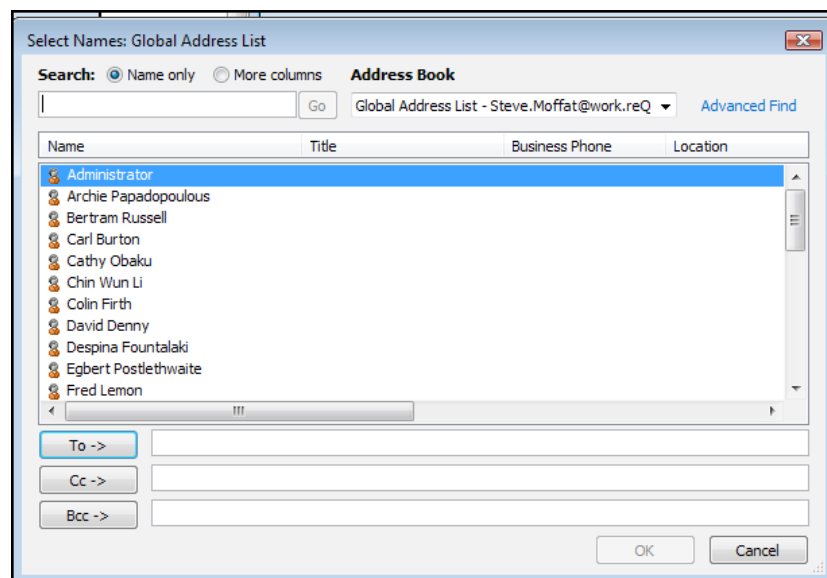 Select Names: Global Address List
Search: Name only More columns Address Book
Go Global Address List - Steve.Moffat@work.reQ Advanced Find
Name Title Business Phone Location
Administrator
Archie Papadopoulous
Bertram Russell
Carl Burton
Cathy Obaku
Chin Wun Li
Colin Firth
David Denny
Despina Fountalaki
Egbert Postlethwaite
Fred Lemon
To ->
Cc ->
Bcc ->
OK Cancel